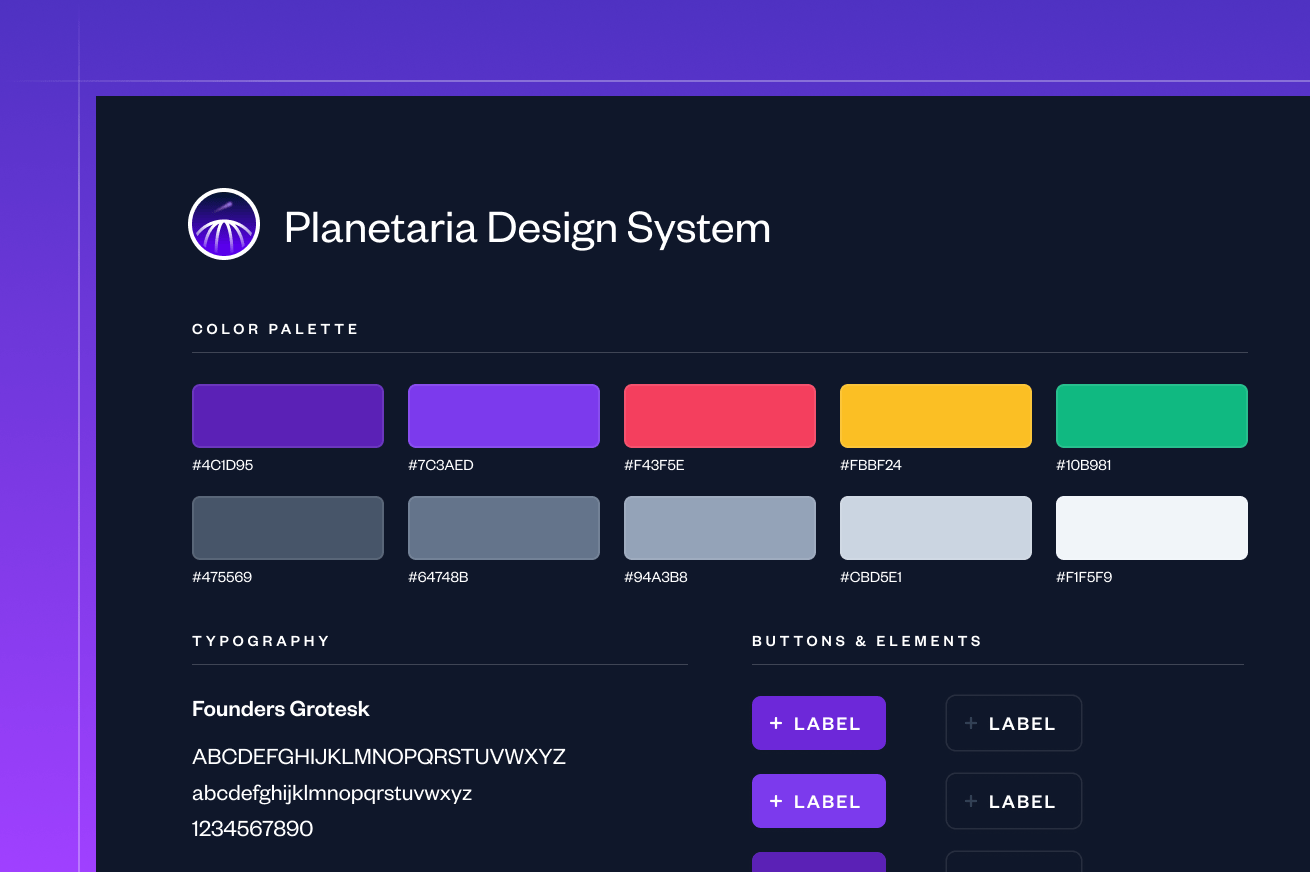 Planetaria Design System
COLOR PALETTE
#4C1D95 #7C3AED #F43F5E #FBBF24 #10B981
#475569 #64748B #94A3B8 #CBD5E1 #F1F5F9
TYPOGRAPHY
Founders Grotesk
ABCDEFGHIJKLMNOPQRSTUVWXYZ
abcdefghijklmnopqrstuvwxyz
1234567890
BUTTONS & ELEMENTS
+ LABEL + LABEL
+ LABEL + LABEL